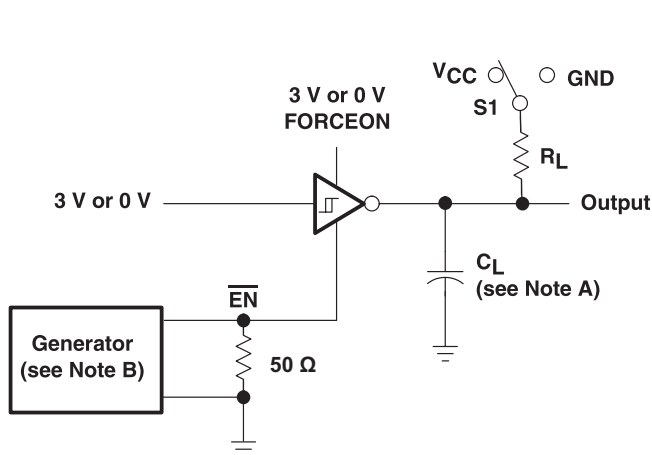 VCC
GND
S1
3 V or 0 V
FORCEON
RL
3 V or 0 V
Output
CL
(see Note A)
EN
Generator
(see Note B)
50 Ω